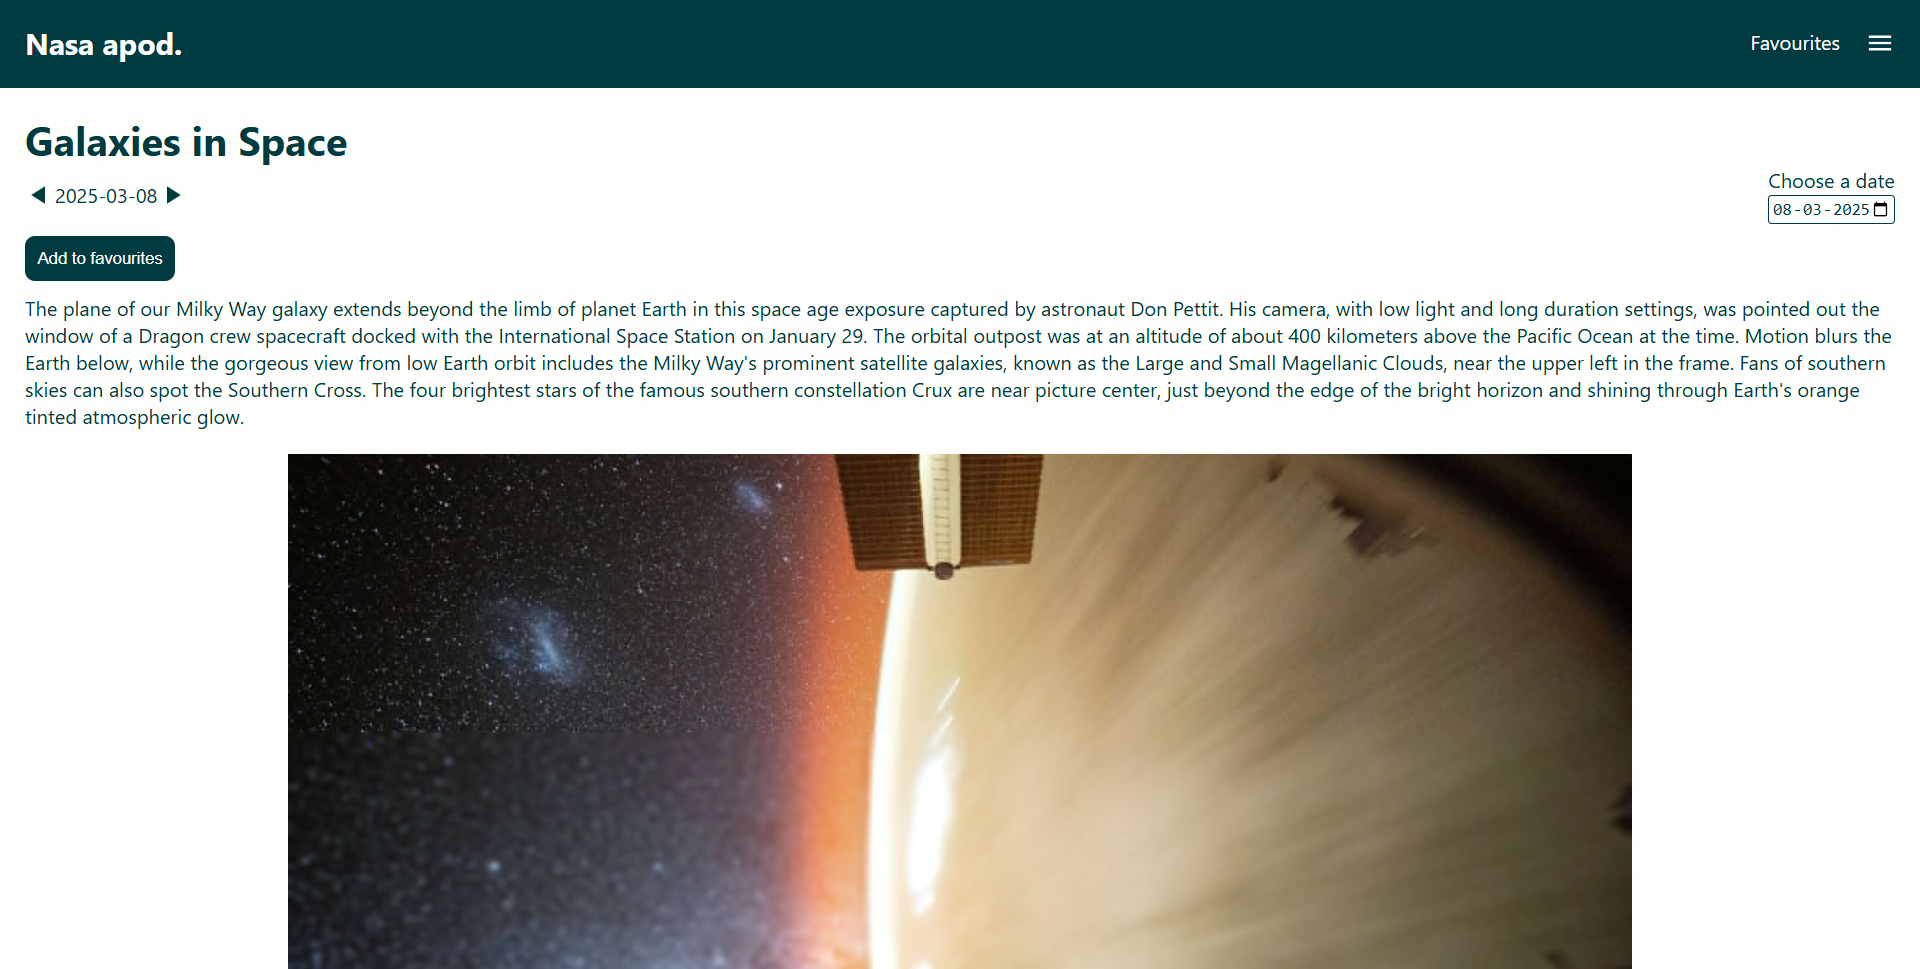 Nasa apod.
Favourites
Galaxies in Space
2025-03-08
Choose a date
08-03-2025
Add to favourites
The plane of our Milky Way galaxy extends beyond the limb of planet Earth in this space age exposure captured by astronaut Don Pettit. His camera, with low light and long duration settings, was pointed out the
window of a Dragon crew spacecraft docked with the International Space Station on January 29. The orbital outpost was at an altitude of about 400 kilometers above the Pacific Ocean at the time. Motion blurs the
Earth below, while the gorgeous view from low Earth orbit includes the Milky Way's prominent satellite galaxies, known as the Large and Small Magellanic Clouds, near the upper left in the frame. Fans of southern
skies can also spot the Southern Cross. The four brightest stars of the famous southern constellation Crux are near picture center, just beyond the edge of the bright horizon and shining through Earth's orange
tinted atmospheric glow.